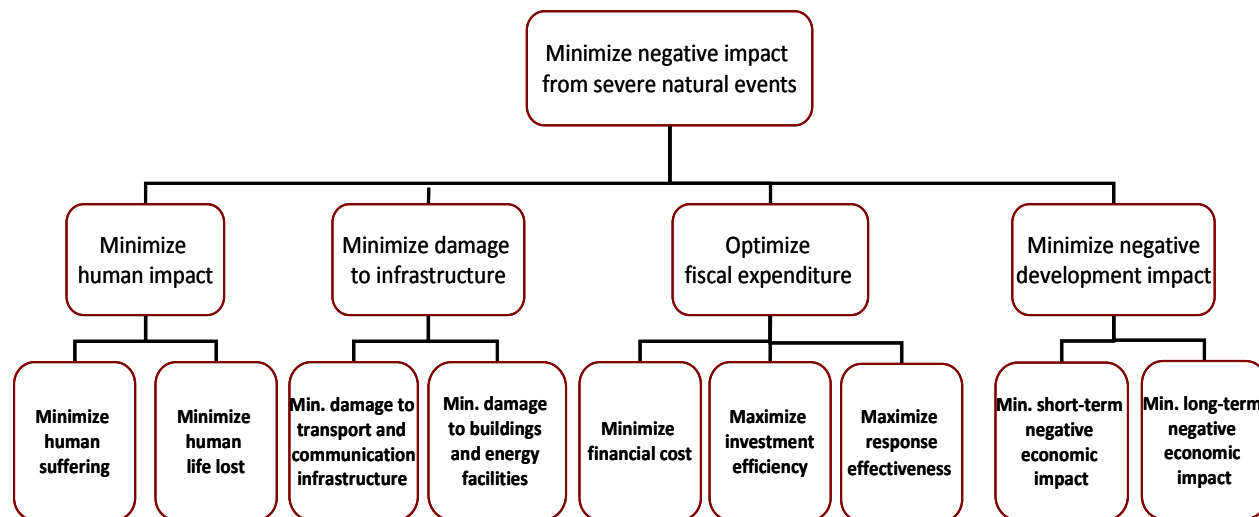 Minimize negative impact
from severe natural events
Minimize
human impact
Minimize damage
to infrastructure
Optimize
fiscal expenditure
Minimize negative
development impact
Minimize
human
suffering
Minimize
human
life lost
Min. damage to
transport and
communication
infrastructure
Min. damage
to buildings
and energy
facilities
Minimize
financial cost
Maximize
investment
efficiency
Maximize
response
effectiveness
Min. short-term
negative
economic
impact
Min. long-term
negative
economic
impact